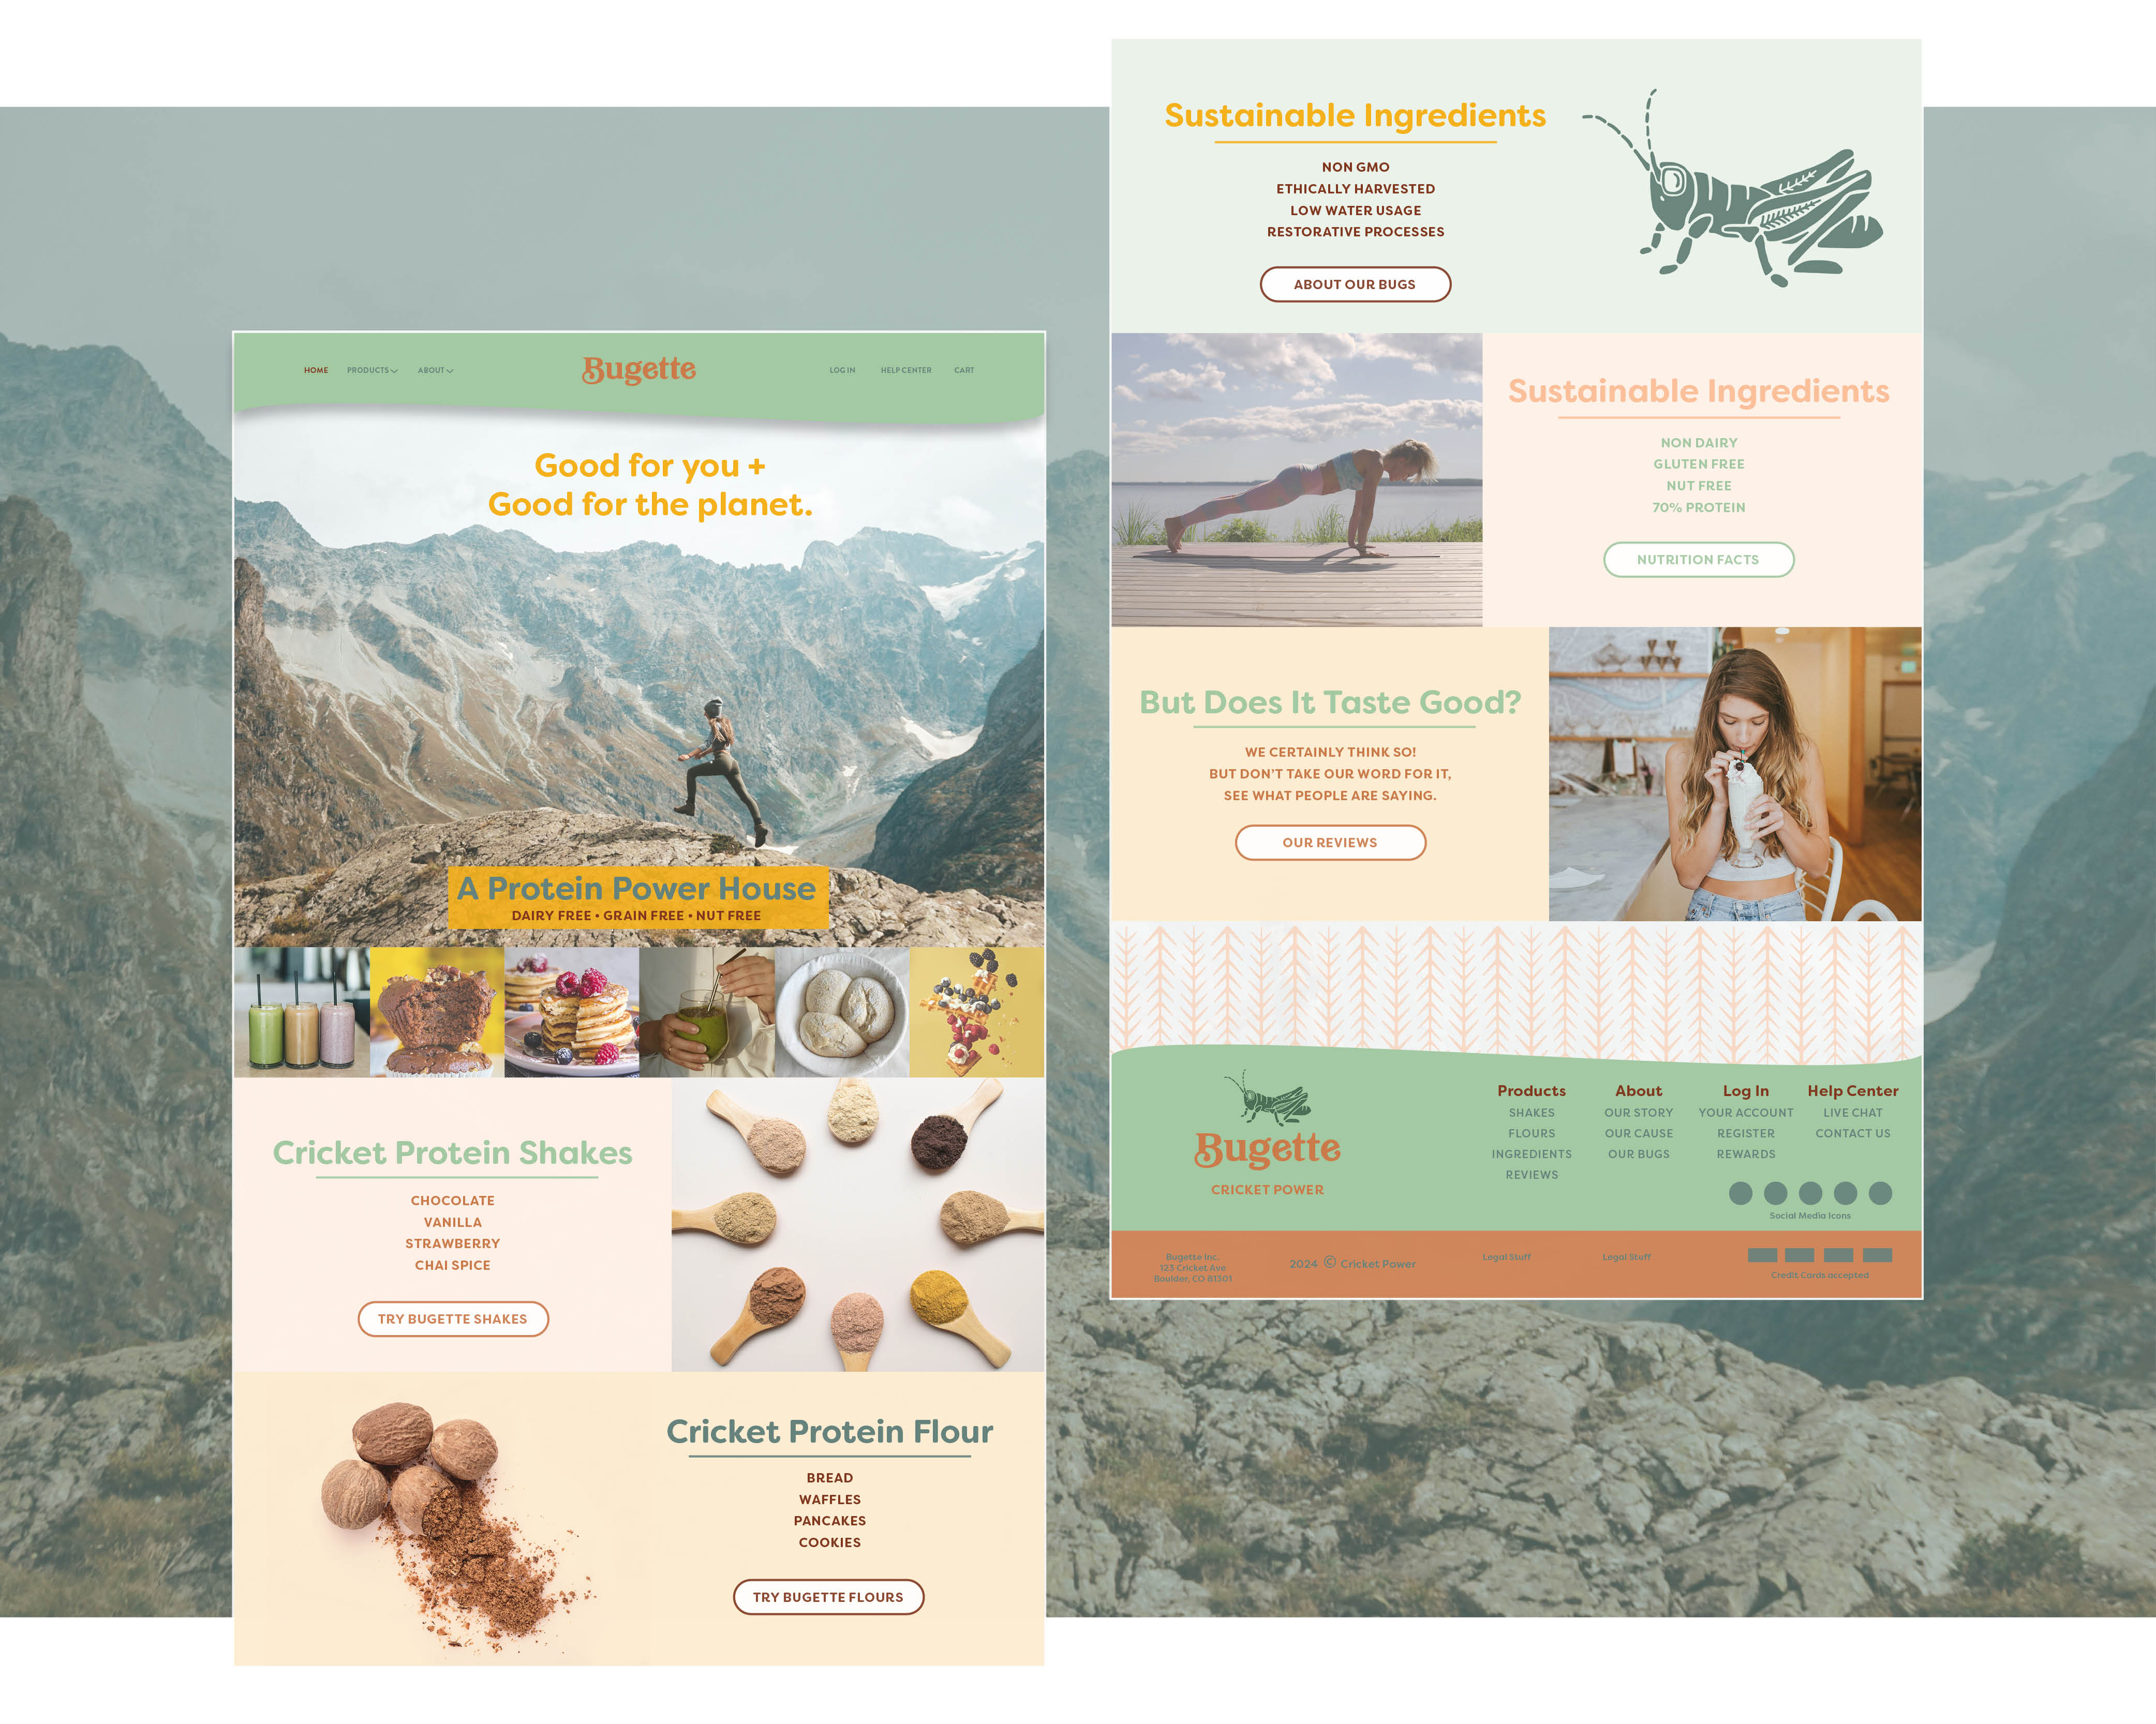 HOME PRODUCTS ABOUT Bugette LOG IN HELP CENTER CART
Good for you +
Good for the planet.
A Protein Power House
DAIRY FREE • GRAIN FREE • NUT FREE
Cricket Protein Shakes
CHOCOLATE
VANILLA
STRAWBERRY
CHAI SPICE
TRY BUGETTE SHAKES
Cricket Protein Flour
BREAD
WAFFLES
PANCAKES
COOKIES
TRY BUGETTE FLOURS
Sustainable Ingredients
NON GMO
ETHICALLY HARVESTED
LOW WATER USAGE
RESTORATIVE PROCESSES
ABOUT OUR BUGS
Sustainable Ingredients
NON DAIRY
GLUTEN FREE
NUT FREE
70% PROTEIN
NUTRITION FACTS
But Does It Taste Good?
WE CERTAINLY THINK SO!
BUT DON'T TAKE OUR WORD FOR IT,
SEE WHAT PEOPLE ARE SAYING.
OUR REVIEWS
Bugette
CRICKET POWER
Products
SHAKES
FLOURS
INGREDIENTS
REVIEWS
About
OUR STORY
OUR CAUSE
OUR BUGS
Log In
YOUR ACCOUNT
REGISTER
REWARDS
Help Center
LIVE CHAT
CONTACT US
Social Media Icons
Bugette Inc.
123 Cricket Ave
Boulder, CO 81301
2024 © Cricket Power
Legal Stuff
Legal Stuff
Credit Cards accepted